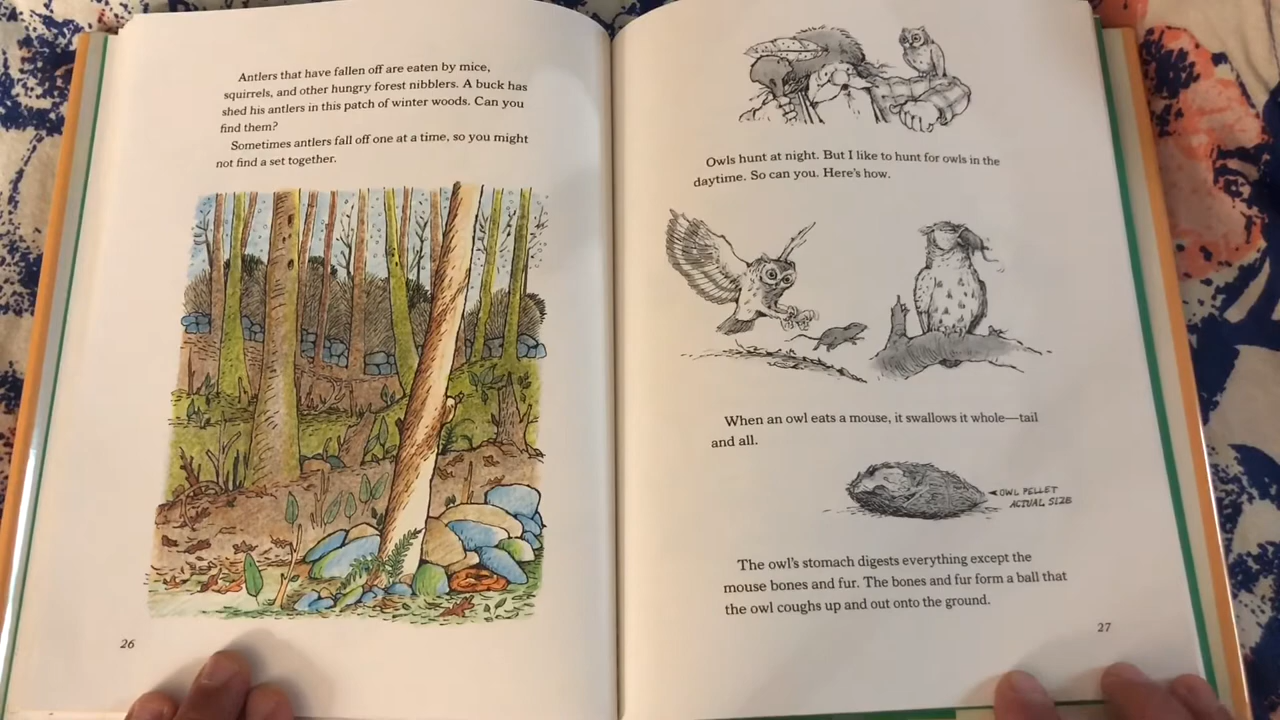 Antlers that have fallen off are eaten by mice,
squirrels, and other hungry forest nibblers. A buck has
shed his antlers in this patch of winter woods. Can you
find them?
Sometimes antlers fall off one at a time, so you might
not find a set together.
26
Owls hunt at night. But I like to hunt for owls in the
daytime. So can you. Here's how.
When an owl eats a mouse, it swallows it whole—tail
and all.
OWL PELLET
ACTUAL SIZE
The owl's stomach digests everything except the
mouse bones and fur. The bones and fur form a ball that
the owl coughs up and out onto the ground.
27